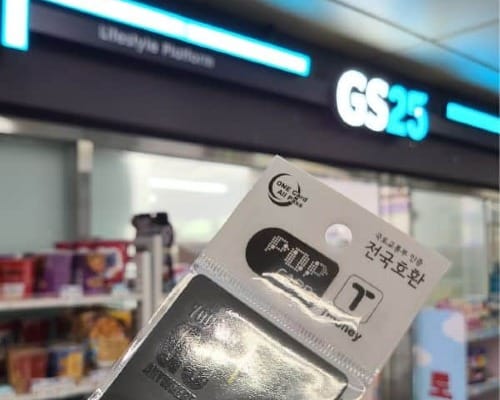 Lifestyle Platform
GS25
ONE Card
All Pass
POP
CARD
국토교통부 인증
전국호환
T
money